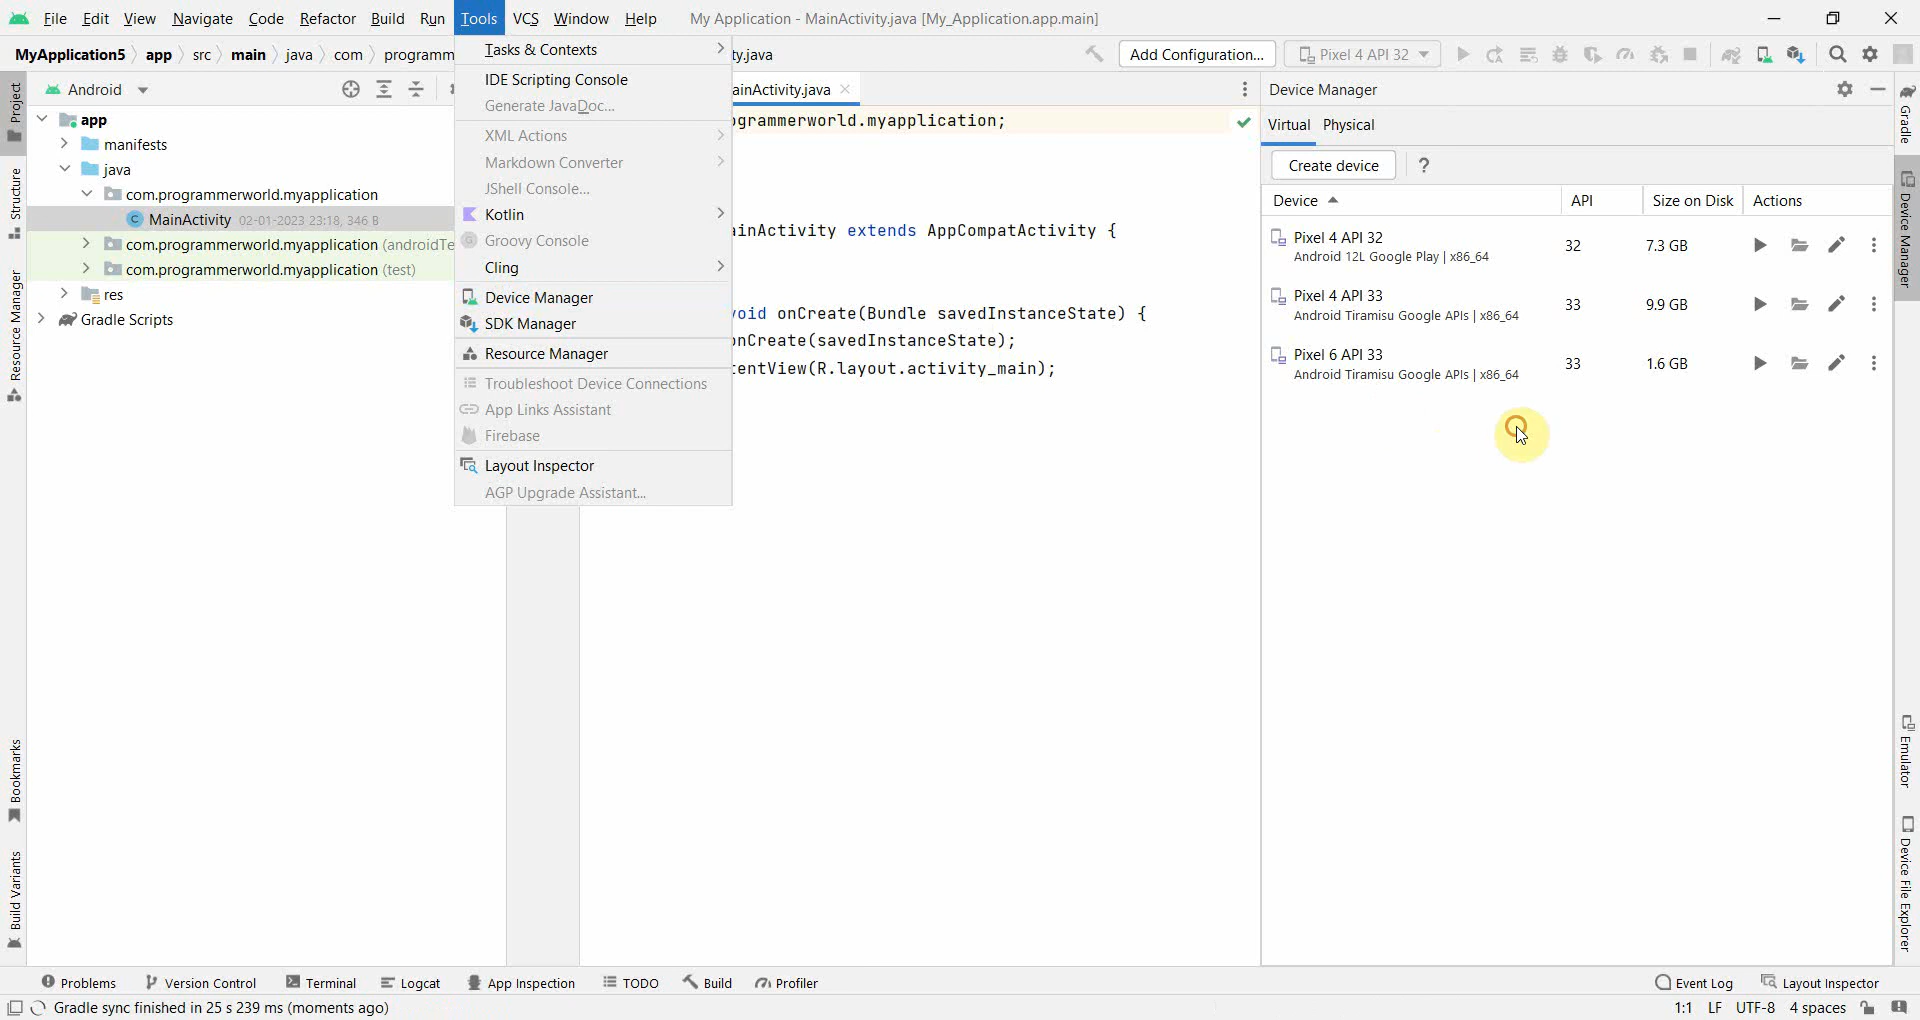 File Edit View Navigate Code Refactor Build Run Tools VCS Window Help My Application - MainActivity.java [My_Application.app.main]
MyApplication5 app src main java com programm ty.java Add Configuration... Pixel 4 API 32
Project
Structure
Resource Manager
Bookmarks
Build Variants
Android
app
manifests
java
com.programmerworld.myapplication
MainActivity 02-01-2023 23:18, 346 B
com.programmerworld.myapplication (androidTe
com.programmerworld.myapplication (test)
res
Gradle Scripts
Tasks & Contexts
IDE Scripting Console
Generate JavaDoc...
XML Actions
Markdown Converter
JShell Console...
Kotlin
Groovy Console
Cling
Device Manager
SDK Manager
Resource Manager
Troubleshoot Device Connections
App Links Assistant
Firebase
Layout Inspector
AGP Upgrade Assistant...
ainActivity.java
ogrammerworld.myapplication;
ainActivity extends AppCompatActivity {
void onCreate(Bundle savedInstanceState) {
onCreate(savedInstanceState);
tentView(R.layout.activity_main);
Device Manager
Virtual Physical
Create device ?
Device API Size on Disk Actions
Pixel 4 API 32
Android 12L Google Play | x86_64
32 7.3 GB
Pixel 4 API 33
Android Tiramisu Google APIs | x86_64
33 9.9 GB
Pixel 6 API 33
Android Tiramisu Google APIs | x86_64
33 1.6 GB
Gradle
Device Manager
Emulator
Device File Explorer
Problems Version Control Terminal Logcat App Inspection TODO Build Profiler Event Log Layout Inspector
Gradle sync finished in 25 s 239 ms (moments ago) 1:1 LF UTF-8 4 spaces